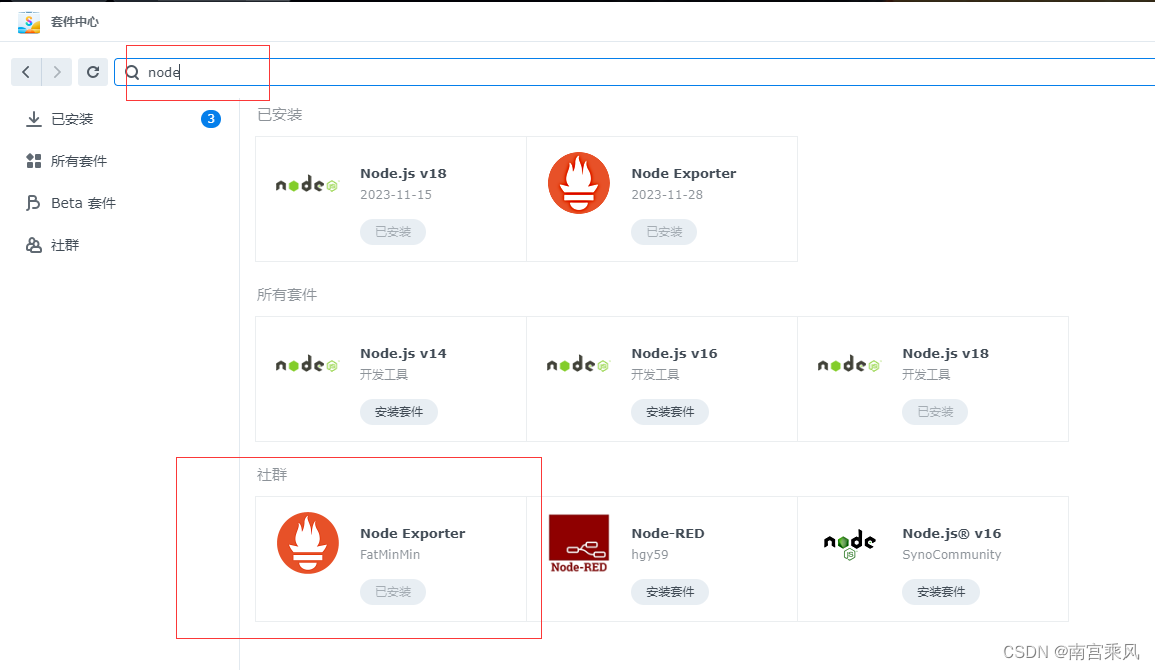 套件中心
node
已安装
3
所有套件
Beta 套件
社群
已安装
Node.js v18
2023-11-15
已安装
Node Exporter
2023-11-28
已安装
所有套件
Node.js v14
开发工具
安装套件
Node.js v16
开发工具
安装套件
Node.js v18
开发工具
已安装
社群
Node Exporter
FatMinMin
已安装
Node-RED
Node-RED
hgy59
安装套件
node
Node.js® v16
SynoCommunity
安装套件
CSDN @南宫乘风